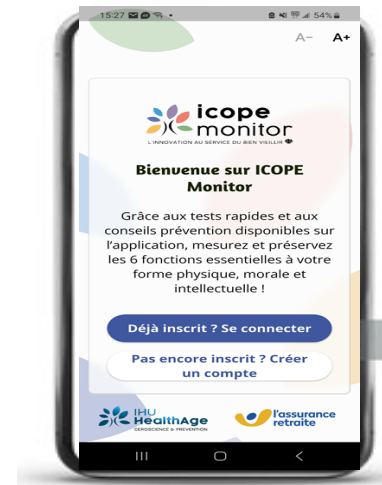 15:27
54%
A- A+
icope
monitor
L'INNOVATION AU SERVICE DU BIEN VIEILLIR
Bienvenue sur ICOPE
Monitor
Grâce aux tests rapides et aux
conseils prévention disponibles sur
l'application, mesurez et préservez
les 6 fonctions essentielles à votre
forme physique, morale et
intellectuelle !
Déjà inscrit ? Se connecter
Pas encore inscrit ? Créer
un compte
IHU
HealthAge
GEROSCIENCE & PREVENTION
l'assurance
retraite